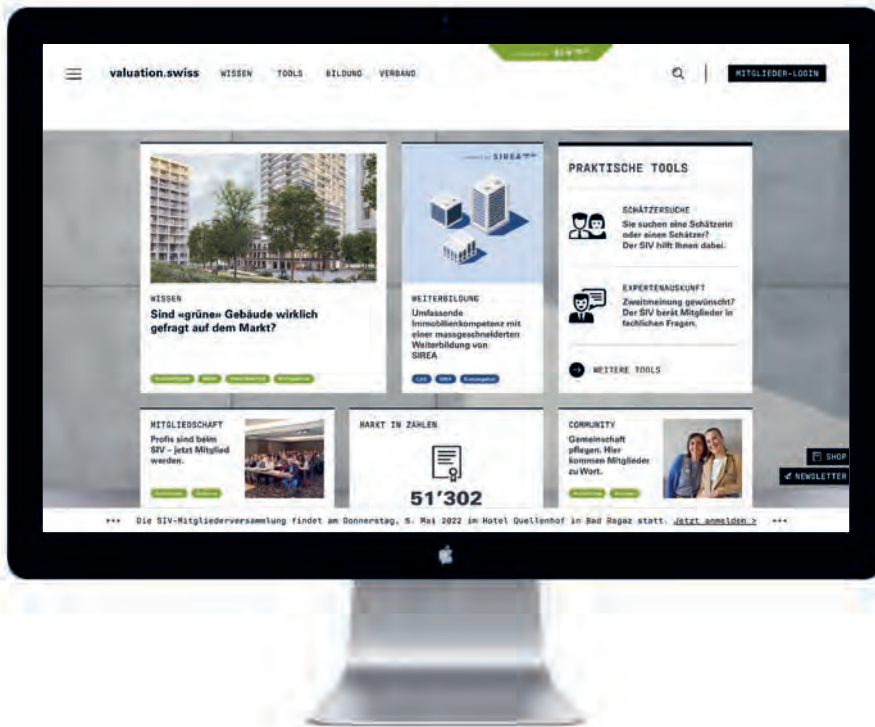 valuation.swiss
WISSEN
TOOLS
BILDUNG
VERBAND
MITGLIEDER-LOGIN
WISSEN
Sind «grüne» Gebäude wirklich
gefragt auf dem Markt?
SIREA
WEITERBILDUNG
Umfassende
Immobilienkompetenz mit
einer massgeschneiderten
Weiterbildung von
SIREA
CAS
MBA
PRAKTISCHE TOOLS
SCHÄTZERSUCHE
Sie suchen eine Schätzerin
oder einen Schätzer?
Der SIV hilft Ihnen dabei.
EXPERTENAUSKUNFT
Zweitmeinung gewünscht?
Der SIV berät Mitglieder in
fachlichen Fragen.
WEITERE TOOLS
MITGLIEDSCHAFT
Profis sind beim
SIV – jetzt Mitglied
werden.
MARKT IN ZAHLEN
51'302
COMMUNITY
Gemeinschaft
pflegen. Hier
kommen Mitglieder
zu Wort.
SHOP
NEWSLETTER
+++ Die SIV-Mitgliederversammlung findet am Donnerstag, 5. Mai 2022 im Hotel Quellenhof in Bad Ragaz statt. Jetzt anmelden > +++